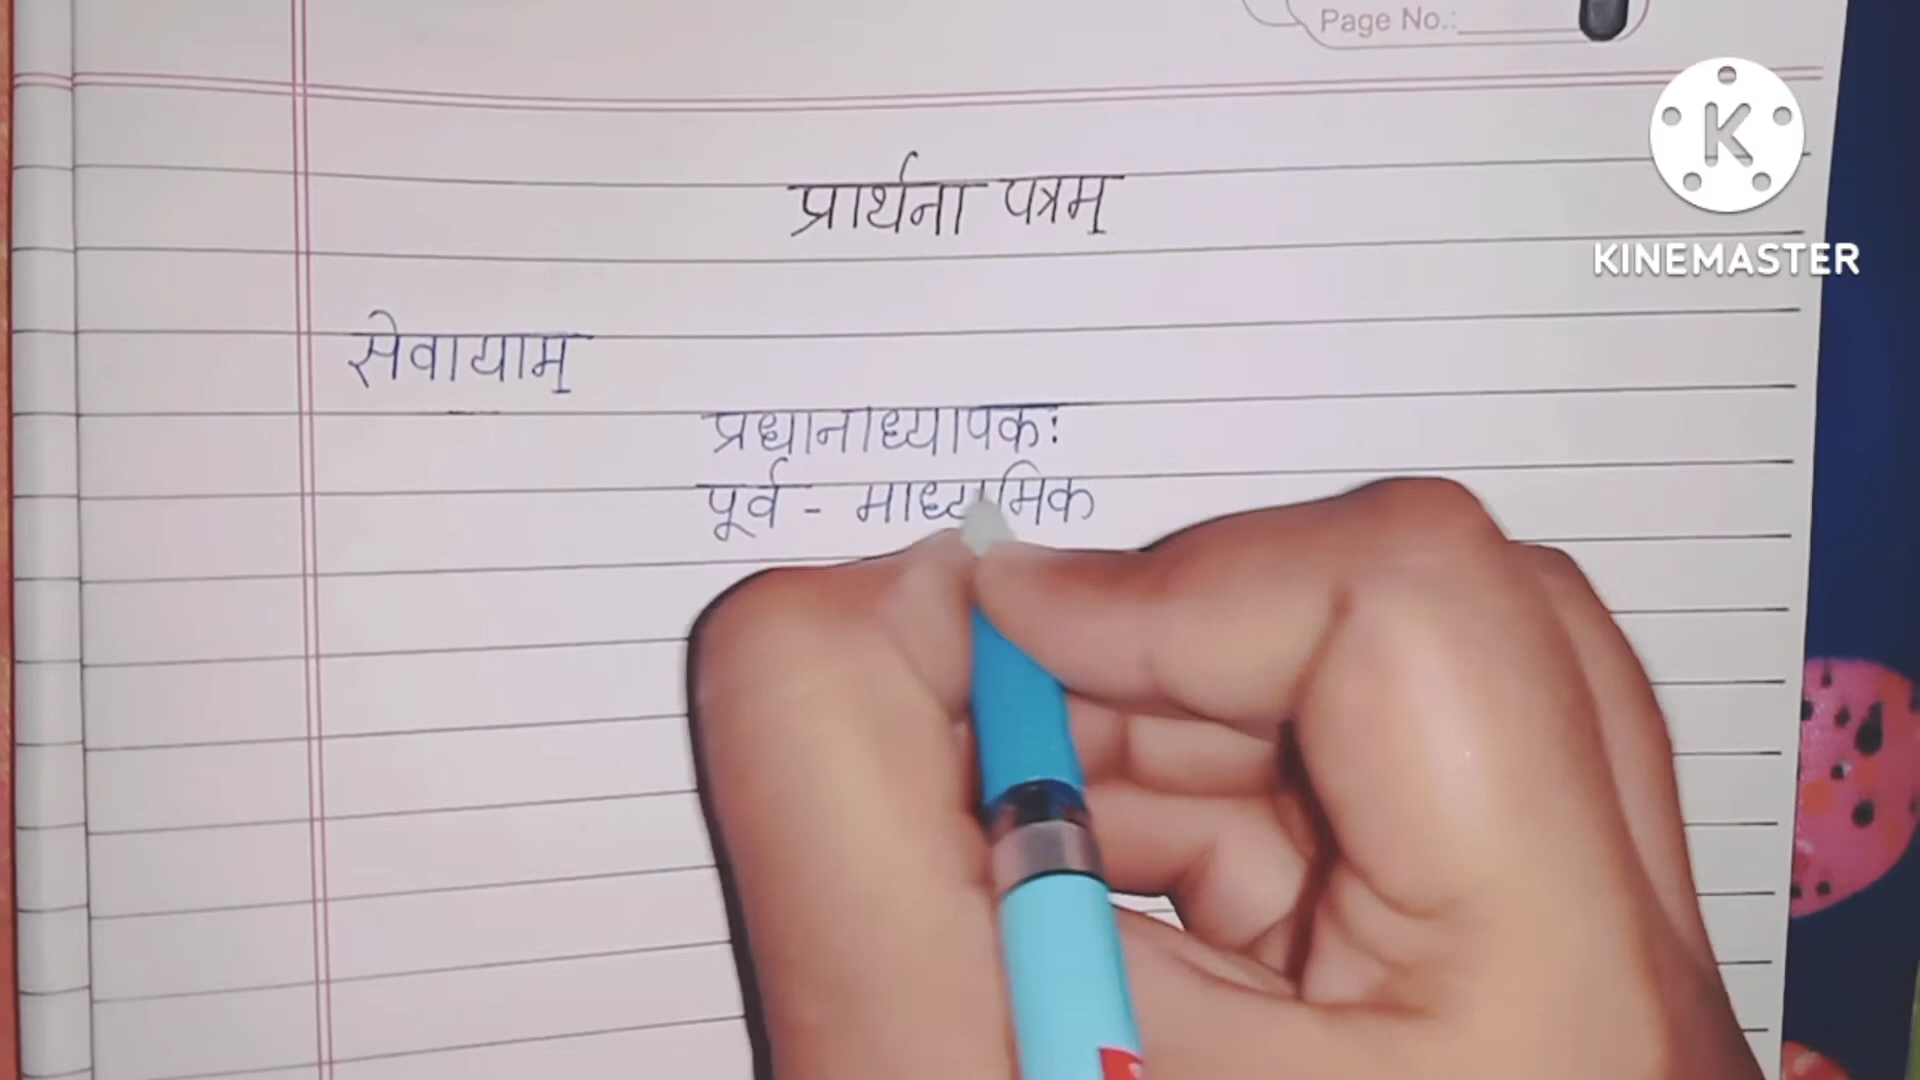 Page No.:
KINEMASTER
प्रार्थना पत्रम्
सेवायाम्
प्रधानाध्यापकः
पूर्व - माध्यमिक